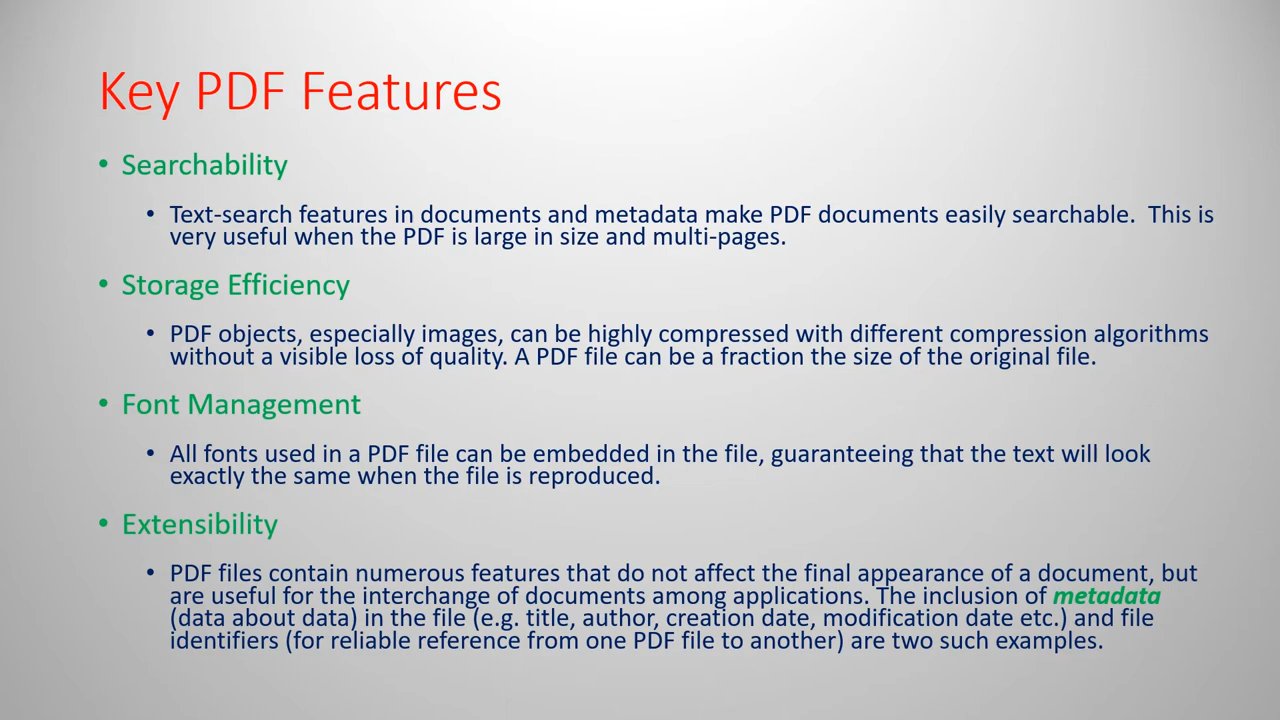 Key PDF Features
• Searchability
• Text-search features in documents and metadata make PDF documents easily searchable.  This is
very useful when the PDF is large in size and multi-pages.
• Storage Efficiency
• PDF objects, especially images, can be highly compressed with different compression algorithms
without a visible loss of quality. A PDF file can be a fraction the size of the original file.
• Font Management
• All fonts used in a PDF file can be embedded in the file, guaranteeing that the text will look
exactly the same when the file is reproduced.
• Extensibility
• PDF files contain numerous features that do not affect the final appearance of a document, but
are useful for the interchange of documents among applications. The inclusion of metadata
(data about data) in the file (e.g. title, author, creation date, modification date etc.) and file
identifiers (for reliable reference from one PDF file to another) are two such examples.